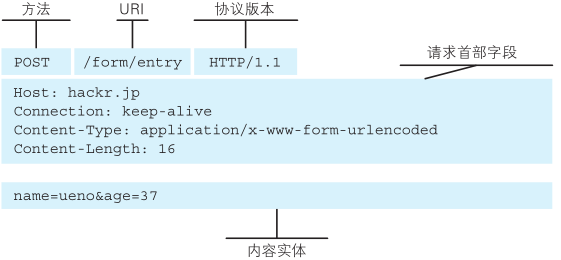 方法 URI 协议版本
请求首部字段
POST /form/entry HTTP/1.1
Host: hackr.jp
Connection: keep-alive
Content-Type: application/x-www-form-urlencoded
Content-Length: 16
name=ueno&age=37
内容实体